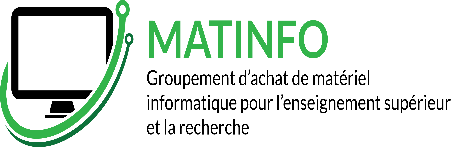 MATINFO
Groupement d'achat de matériel
informatique pour l'enseignement supérieur
et la recherche